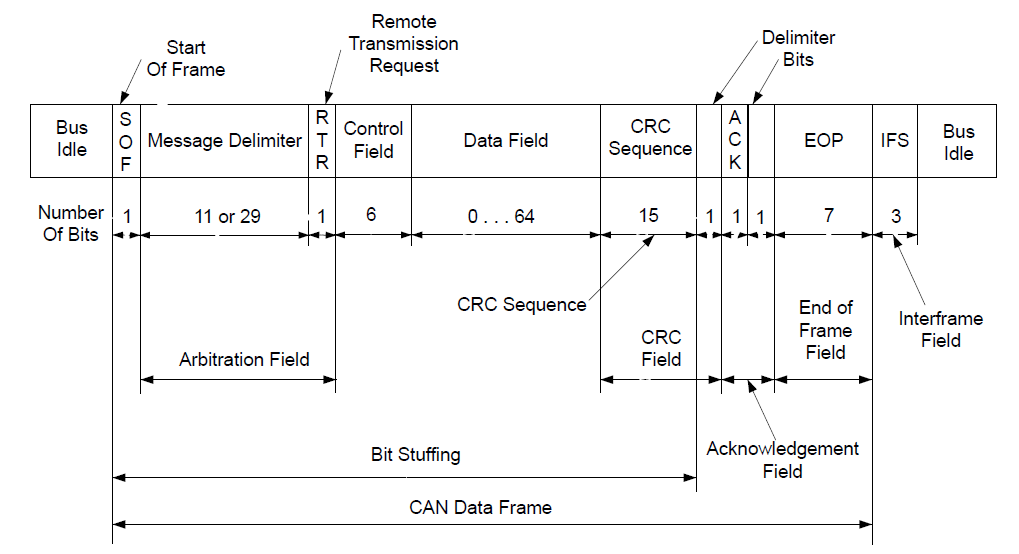 Start
Of Frame
Remote
Transmission
Request
Delimiter
Bits
Bus
Idle
S
O
F
Message Delimiter
R
T
R
Control
Field
Data Field
CRC
Sequence
A
C
K
EOP
IFS
Bus
Idle
Number
Of Bits
1
11 or 29
1
6
0 . . . 64
15
1
1
1
7
3
CRC Sequence
End of
Frame
Field
Interframe
Field
CRC
Field
Arbitration Field
Acknowledgement
Field
Bit Stuffing
CAN Data Frame